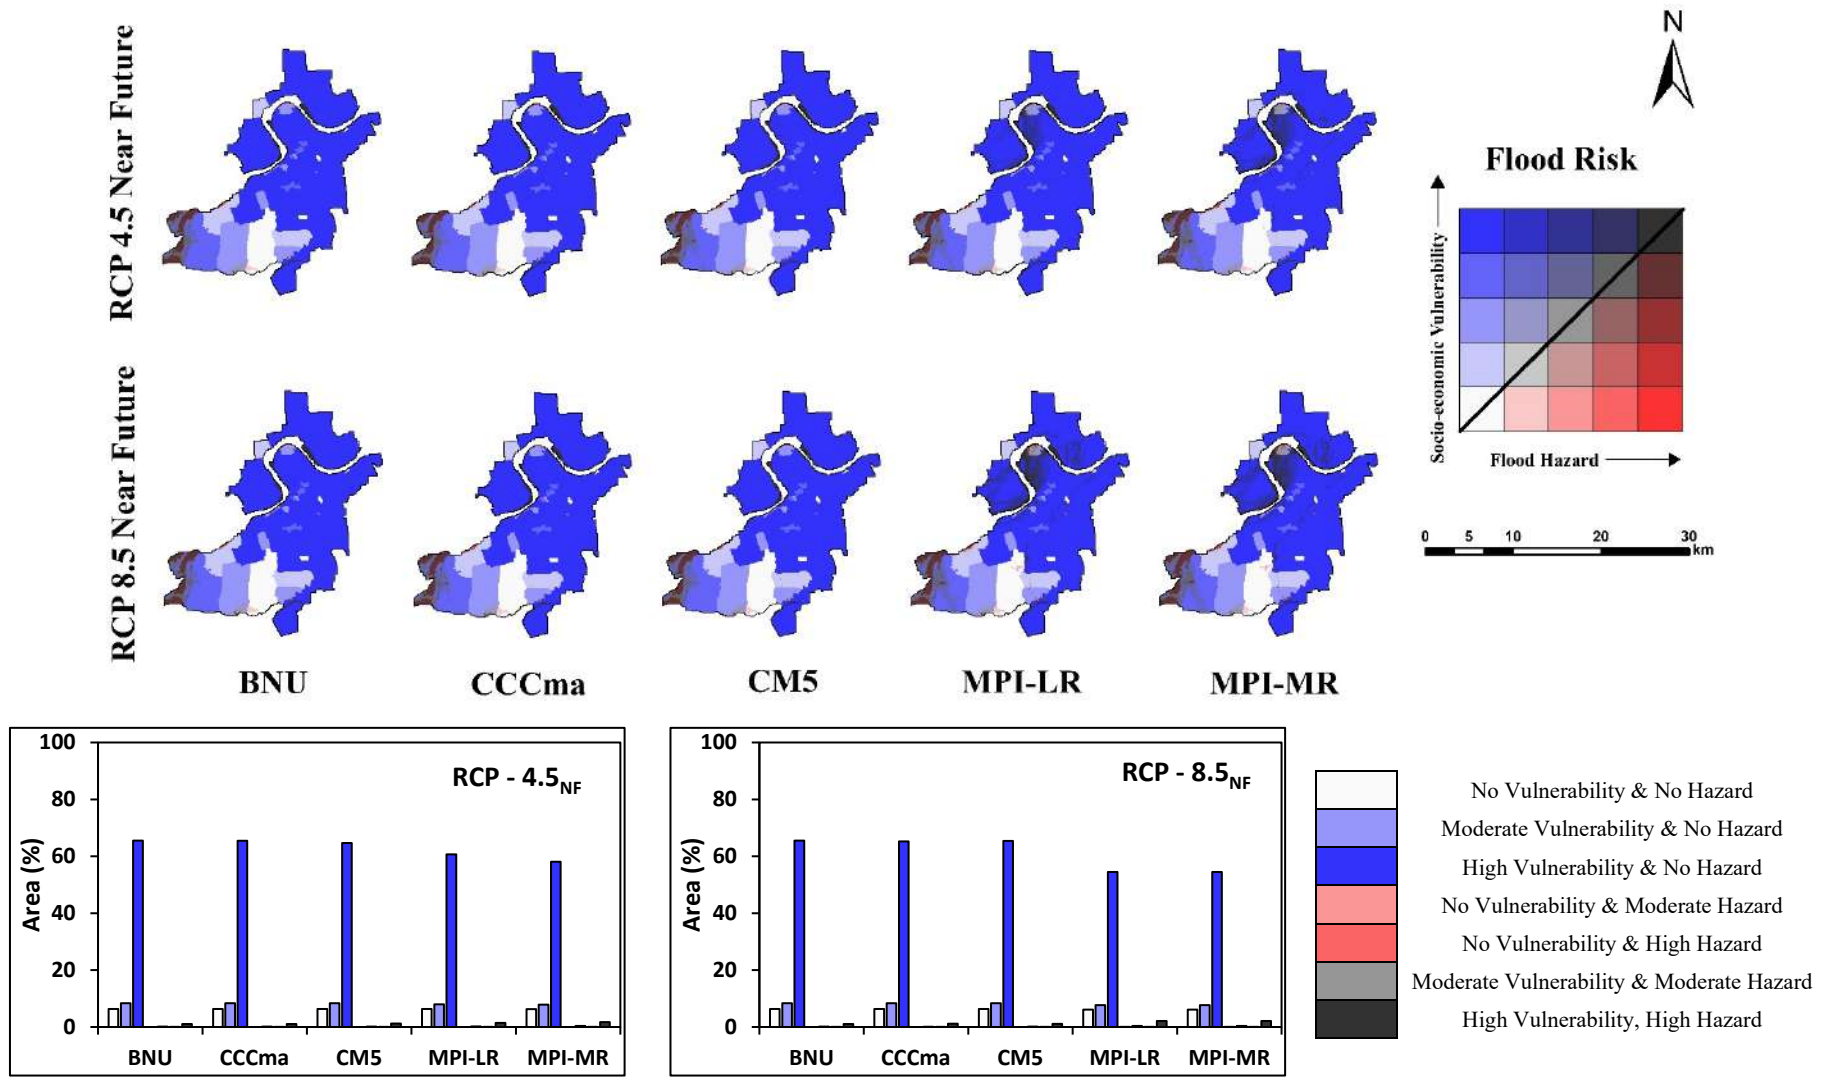 N
RCP 4.5 Near Future
Flood Risk
Socio-economic Vulnerability
Flood Hazard
RCP 8.5 Near Future
0 5 10 20 30
km
BNU CCCma CM5 MPI-LR MPI-MR
100
80
60
40
20
0
Area (%)
RCP - 4.5NF
BNU CCCma CM5 MPI-LR MPI-MR
100
80
60
40
20
0
Area (%)
RCP - 8.5NF
BNU CCCma CM5 MPI-LR MPI-MR
No Vulnerability & No Hazard
Moderate Vulnerability & No Hazard
High Vulnerability & No Hazard
No Vulnerability & Moderate Hazard
No Vulnerability & High Hazard
Moderate Vulnerability & Moderate Hazard
High Vulnerability, High Hazard